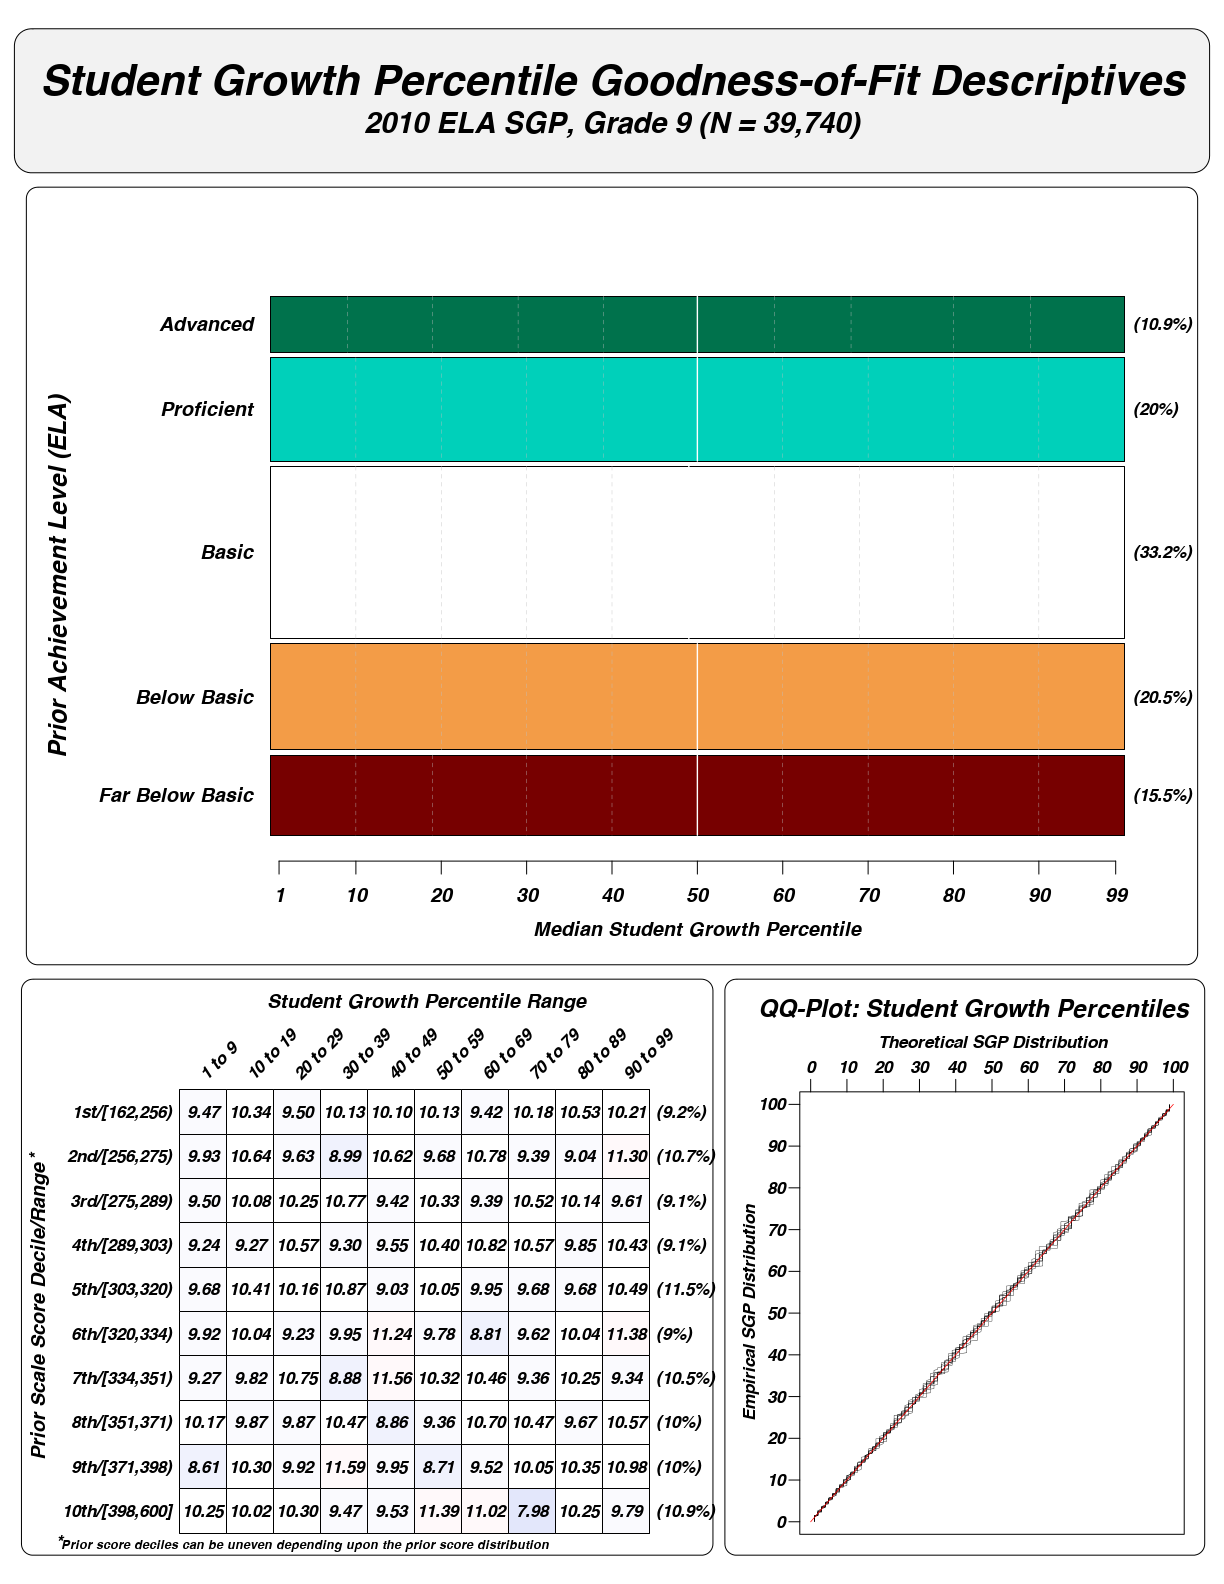 Student Growth Percentile Goodness-of-Fit Descriptives
2010 ELA SGP, Grade 9 (N = 39,740)
Prior Achievement Level (ELA)
Advanced (10.9%)
Proficient (20%)
Basic (33.2%)
Below Basic (20.5%)
Far Below Basic (15.5%)
1 10 20 30 40 50 60 70 80 90 99
Median Student Growth Percentile
Student Growth Percentile Range
1 to 9 10 to 19 20 to 29 30 to 39 40 to 49 50 to 59 60 to 69 70 to 79 80 to 89 90 to 99
Prior Scale Score Decile/Range*
1st/[162,256) 9.47 10.34 9.50 10.13 10.10 10.13 9.42 10.18 10.53 10.21 (9.2%)
2nd/[256,275) 9.93 10.64 9.63 8.99 10.62 9.68 10.78 9.39 9.04 11.30 (10.7%)
3rd/[275,289) 9.50 10.08 10.25 10.77 9.42 10.33 9.39 10.52 10.14 9.61 (9.1%)
4th/[289,303) 9.24 9.27 10.57 9.30 9.55 10.40 10.82 10.57 9.85 10.43 (9.1%)
5th/[303,320) 9.68 10.41 10.16 10.87 9.03 10.05 9.95 9.68 9.68 10.49 (11.5%)
6th/[320,334) 9.92 10.04 9.23 9.95 11.24 9.78 8.81 9.62 10.04 11.38 (9%)
7th/[334,351) 9.27 9.82 10.75 8.88 11.56 10.32 10.46 9.36 10.25 9.34 (10.5%)
8th/[351,371) 10.17 9.87 9.87 10.47 8.86 9.36 10.70 10.47 9.67 10.57 (10%)
9th/[371,398) 8.61 10.30 9.92 11.59 9.95 8.71 9.52 10.05 10.35 10.98 (10%)
10th/[398,600] 10.25 10.02 10.30 9.47 9.53 11.39 11.02 7.98 10.25 9.79 (10.9%)
*Prior score deciles can be uneven depending upon the prior score distribution
QQ-Plot: Student Growth Percentiles
Theoretical SGP Distribution
0 10 20 30 40 50 60 70 80 90 100
Empirical SGP Distribution
100
90
80
70
60
50
40
30
20
10
0